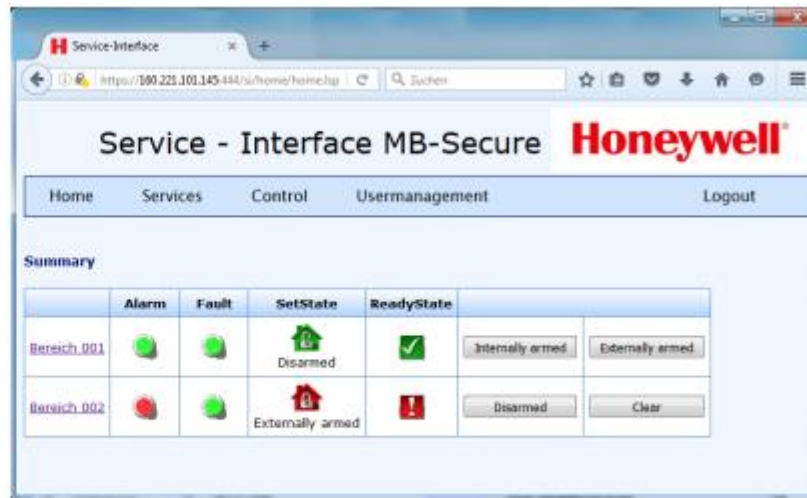 Service-Interface
https://160.221.101.145:444/si/home/home.lsp
Suchen
Service - Interface MB-Secure Honeywell
Home Services Control Usermanagement Logout
Summary
Alarm Fault SetState ReadyState
Bereich 001 Disarmed Internally armed Externally armed
Bereich 002 Externally armed Disarmed Clear